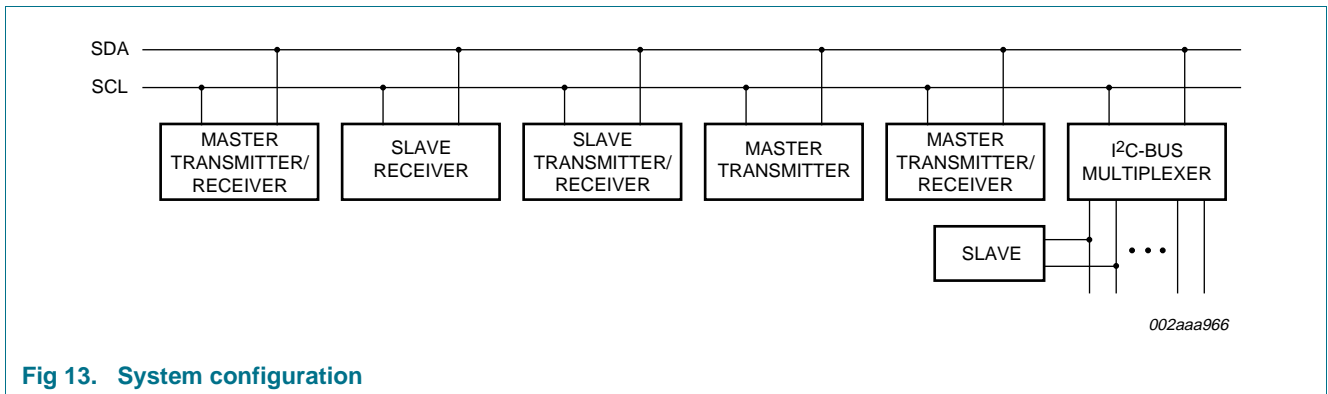 SDA
SCL
MASTER
TRANSMITTER/
RECEIVER
SLAVE
RECEIVER
SLAVE
TRANSMITTER/
RECEIVER
MASTER
TRANSMITTER
MASTER
TRANSMITTER/
RECEIVER
I²C-BUS
MULTIPLEXER
SLAVE
002aaa966
Fig 13. System configuration